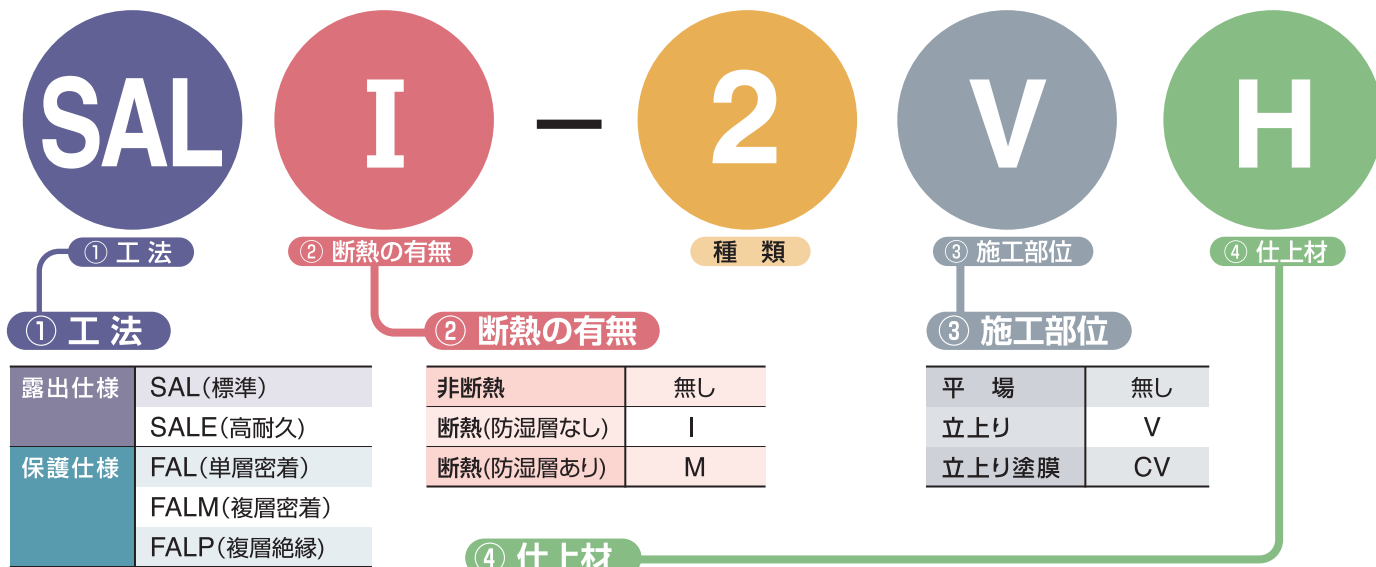 SAL I － 2 V H
① 工 法 ② 断熱の有無 種 類 ③ 施工部位 ④ 仕上材
① 工 法
露出仕様 SAL(標準)
SALE(高耐久)
保護仕様 FAL(単層密着)
FALM(複層密着)
FALP(複層絶縁)
② 断熱の有無
非断熱 無し
断熱(防湿層なし) I
断熱(防湿層あり) M
③ 施工部位
平 場 無し
立上り V
立上り塗膜 CV
④ 仕上材